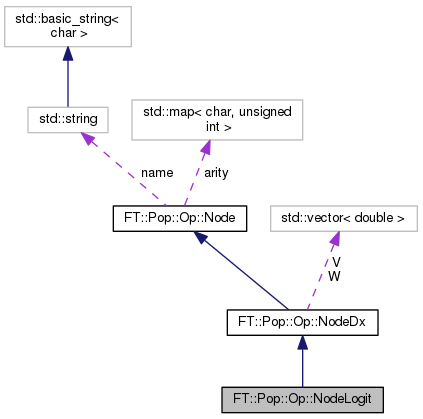 std::basic_string<
char >
std::string
std::map< char, unsigned
int >
name
arity
FT::Pop::Op::Node
std::vector< double >
V
W
FT::Pop::Op::NodeDx
FT::Pop::Op::NodeLogit